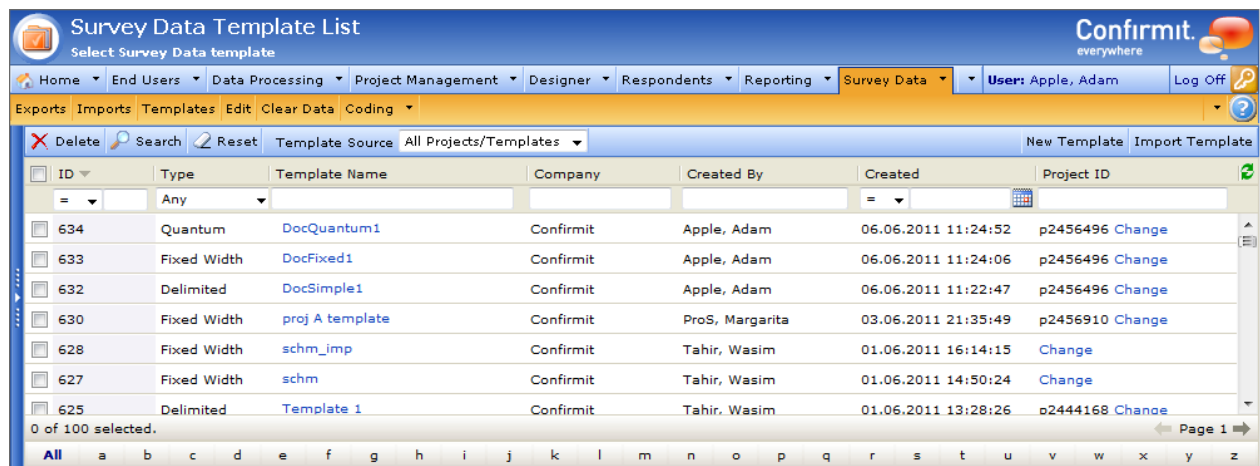 Survey Data Template List
Select Survey Data template
Confirmit.
everywhere
Home End Users Data Processing Project Management Designer Respondents Reporting Survey Data User: Apple, Adam Log Off
Exports Imports Templates Edit Clear Data Coding ?
Delete Search Reset Template Source All Projects/Templates New Template Import Template
ID Type Template Name Company Created By Created Project ID
= Any =
634 Quantum DocQuantum1 Confirmit Apple, Adam 06.06.2011 11:24:52 p2456496 Change
633 Fixed Width DocFixed1 Confirmit Apple, Adam 06.06.2011 11:24:06 p2456496 Change
632 Delimited DocSimple1 Confirmit Apple, Adam 06.06.2011 11:22:47 p2456496 Change
630 Fixed Width proj A template Confirmit ProS, Margarita 03.06.2011 21:35:49 p2456910 Change
628 Fixed Width schm_imp Confirmit Tahir, Wasim 01.06.2011 16:14:15 Change
627 Fixed Width schm Confirmit Tahir, Wasim 01.06.2011 14:50:24 Change
625 Delimited Template 1 Confirmit Tahir, Wasim 01.06.2011 13:28:26 p2444168 Change
0 of 100 selected. Page 1
All a b c d e f g h i j k l m n o p q r s t u v w x y z